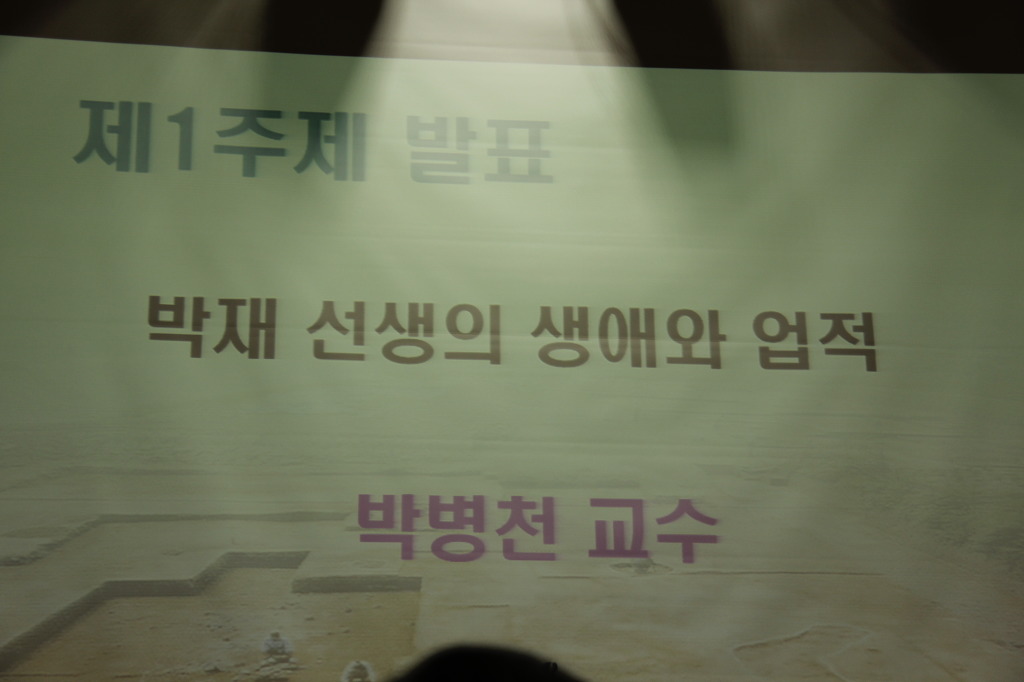 제1주제 발표
박재 선생의 생애와 업적
박병천 교수